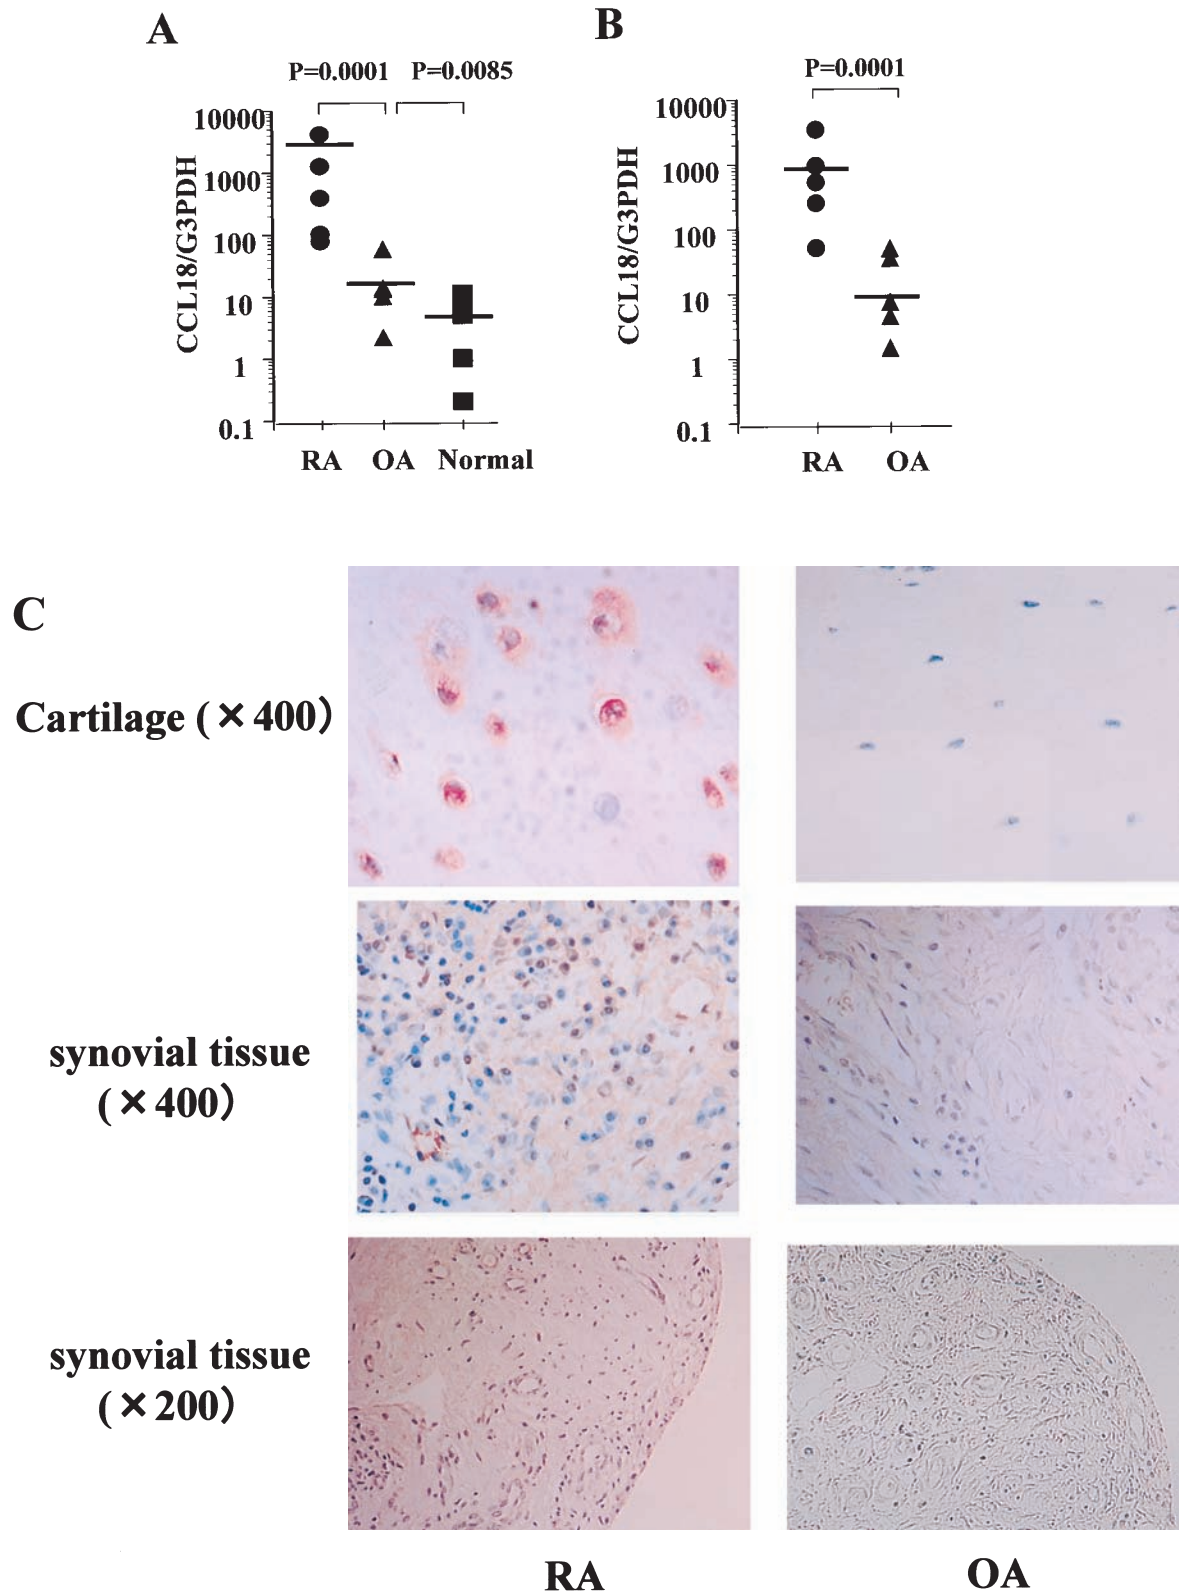 A
P=0.0001 P=0.0085
CCL18/G3PDH
10000
1000
100
10
1
0.1
RA OA Normal
B
P=0.0001
CCL18/G3PDH
10000
1000
100
10
1
0.1
RA OA
C
Cartilage (×400)
synovial tissue
(×400)
synovial tissue
(×200)
RA OA